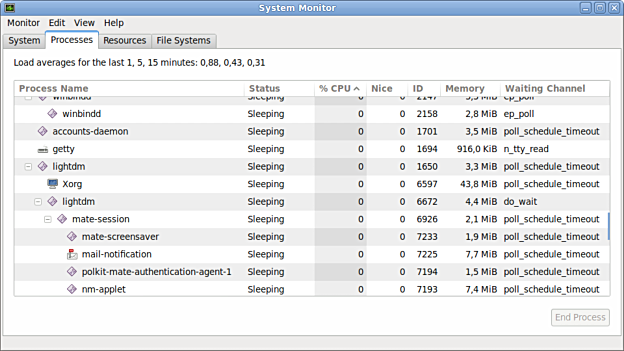 System Monitor
Monitor Edit View Help
System Processes Resources File Systems
Load averages for the last 1, 5, 15 minutes: 0,88, 0,43, 0,31
Process Name Status % CPU Nice ID Memory Waiting Channel
winbindd Sleeping 0 0 2147 3,5 MiB ep_poll
winbindd Sleeping 0 0 2158 2,8 MiB ep_poll
accounts-daemon Sleeping 0 0 1701 3,5 MiB poll_schedule_timeout
getty Sleeping 0 0 1694 916,0 KiB n_tty_read
lightdm Sleeping 0 0 1650 3,3 MiB poll_schedule_timeout
Xorg Sleeping 0 0 6597 43,8 MiB poll_schedule_timeout
lightdm Sleeping 0 0 6672 4,4 MiB do_wait
mate-session Sleeping 0 0 6926 2,1 MiB poll_schedule_timeout
mate-screensaver Sleeping 0 0 7233 1,9 MiB poll_schedule_timeout
mail-notification Sleeping 0 0 7225 7,7 MiB poll_schedule_timeout
polkit-mate-authentication-agent-1 Sleeping 0 0 7194 1,5 MiB poll_schedule_timeout
nm-applet Sleeping 0 0 7193 7,4 MiB poll_schedule_timeout
End Process